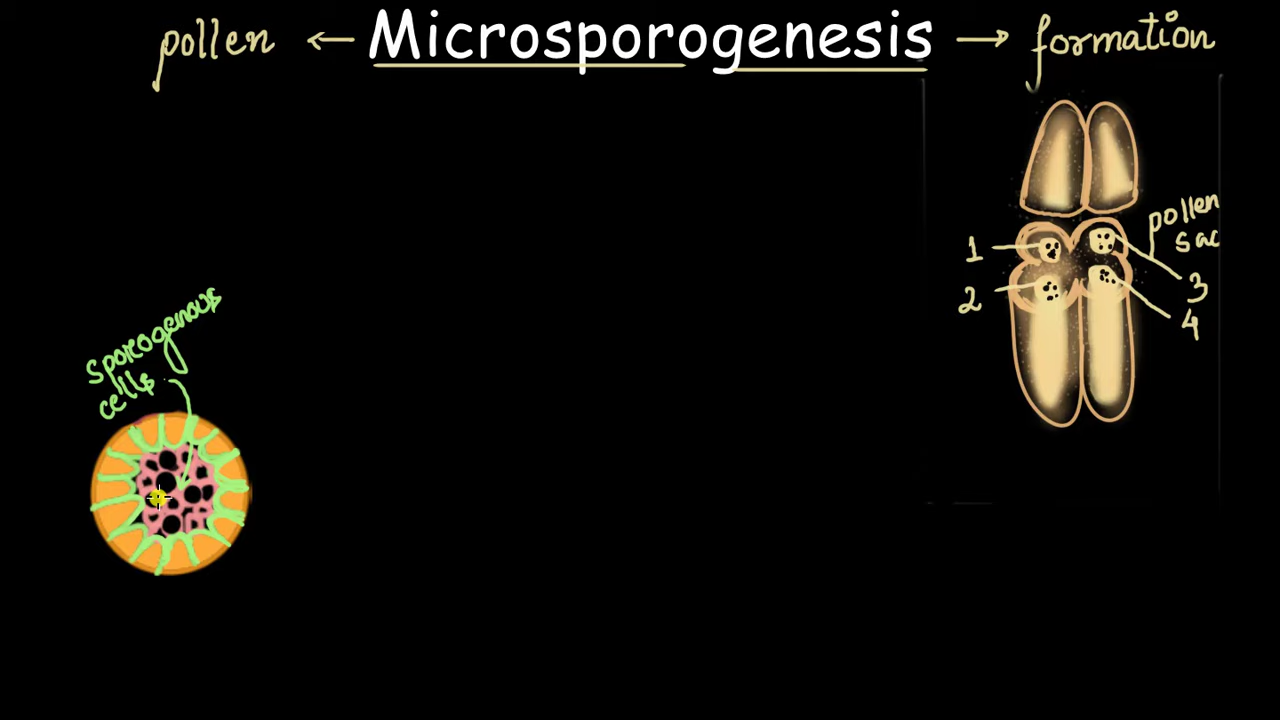 pollen ← Microsporogenesis → formation
pollen
sac
1
2
3
4
sporogenous
cells